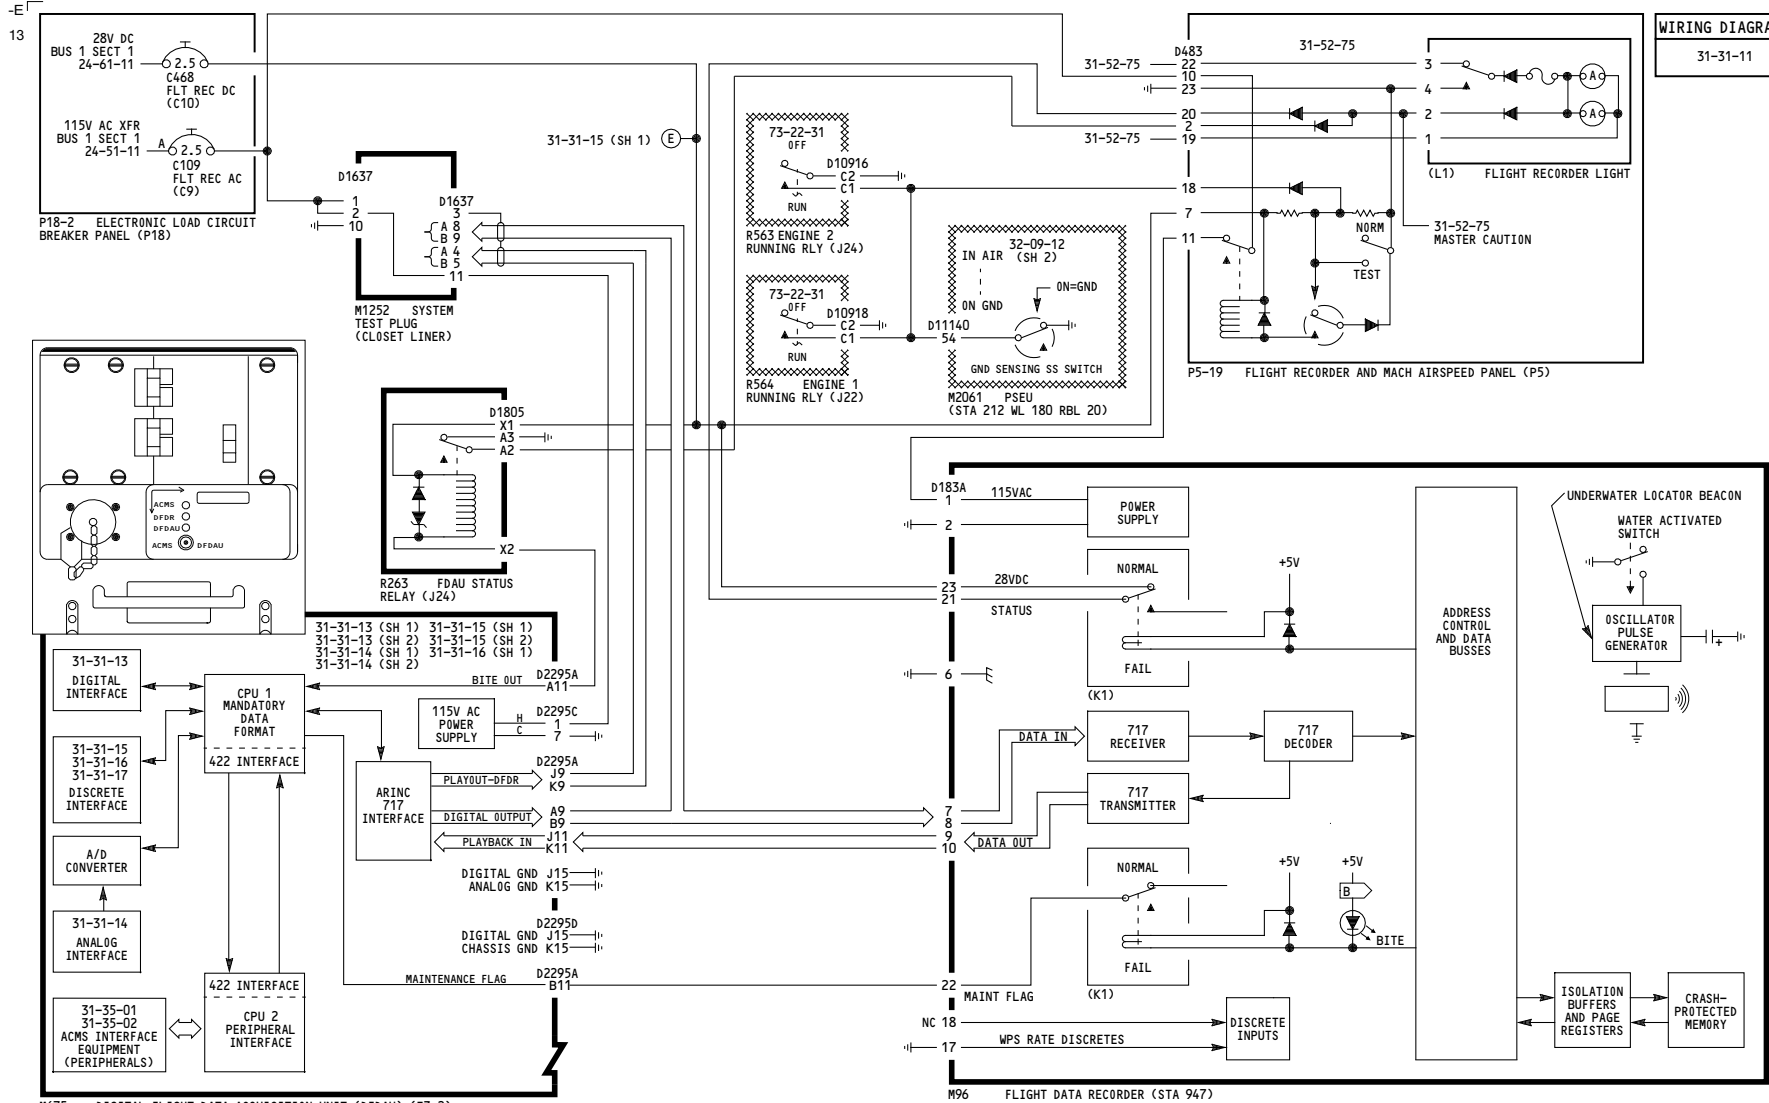 -E
13
28V DC
BUS 1 SECT 1
24-61-11
2.5
C468
FLT REC DC
(C10)
115V AC XFR
BUS 1 SECT 1
24-51-11
A
2.5
C109
FLT REC AC
(C9)
P18-2 ELECTRONIC LOAD CIRCUIT
BREAKER PANEL (P18)
D1637
1
2
10
D1637
3
A 8
B 9
A 4
B 5
11
M1252 SYSTEM
TEST PLUG
(CLOSET LINER)
31-31-15 (SH 1) E
73-22-31
OFF
D10916
C2
C1
RUN
R563 ENGINE 2
RUNNING RLY (J24)
73-22-31
OFF
D10918
C2
C1
RUN
R564 ENGINE 1
RUNNING RLY (J22)
32-09-12
(SH 2)
IN AIR
ON GND
ON=GND
D11140
54
GND SENSING SS SWITCH
M2061 PSEU
(STA 212 WL 180 RBL 20)
D483
31-52-75
31-52-75
22
10
23
20
2
31-52-75
19
18
7
11
3
4
2
1
A
A
(L1) FLIGHT RECORDER LIGHT
31-52-75
MASTER CAUTION
NORM
TEST
P5-19 FLIGHT RECORDER AND MACH AIRSPEED PANEL (P5)
WIRING DIAGRA
31-31-11
D1805
X1
A3
A2
X2
R263 FDAU STATUS
RELAY (J24)
ACMS
DFDR
DFDAU
ACMS DFDAU
31-31-13 (SH 1) 31-31-15 (SH 1)
31-31-13 (SH 2) 31-31-15 (SH 2)
31-31-14 (SH 1) 31-31-16 (SH 1)
31-31-14 (SH 2)
31-31-13
DIGITAL
INTERFACE
31-31-15
31-31-16
31-31-17
DISCRETE
INTERFACE
A/D
CONVERTER
31-31-14
ANALOG
INTERFACE
31-35-01
31-35-02
ACMS INTERFACE
EQUIPMENT
(PERIPHERALS)
CPU 1
MANDATORY
DATA
FORMAT
422 INTERFACE
422 INTERFACE
CPU 2
PERIPHERAL
INTERFACE
BITE OUT
D2295A
A11
115V AC
POWER
SUPPLY
H
C
D2295C
1
7
ARINC
717
INTERFACE
D2295A
PLAYOUT-DFDR
J9
K9
DIGITAL OUTPUT
A9
B9
PLAYBACK IN
J11
K11
DIGITAL GND J15
ANALOG GND K15
D2295D
DIGITAL GND J15
CHASSIS GND K15
MAINTENANCE FLAG
D2295A
B11
D183A
1
115VAC
2
POWER
SUPPLY
23
28VDC
21
STATUS
NORMAL
FAIL
(K1)
+5V
6
DATA IN
717
RECEIVER
717
DECODER
717
TRANSMITTER
7
8
9
10
DATA OUT
NORMAL
FAIL
(K1)
+5V
+5V
B
BITE
22
MAINT FLAG
NC 18
17
WPS RATE DISCRETES
DISCRETE
INPUTS
ADDRESS
CONTROL
AND DATA
BUSSES
UNDERWATER LOCATOR BEACON
WATER ACTIVATED
SWITCH
OSCILLATOR
PULSE
GENERATOR
+
ISOLATION
BUFFERS
AND PAGE
REGISTERS
CRASH-
PROTECTED
MEMORY
M96 FLIGHT DATA RECORDER (STA 947)